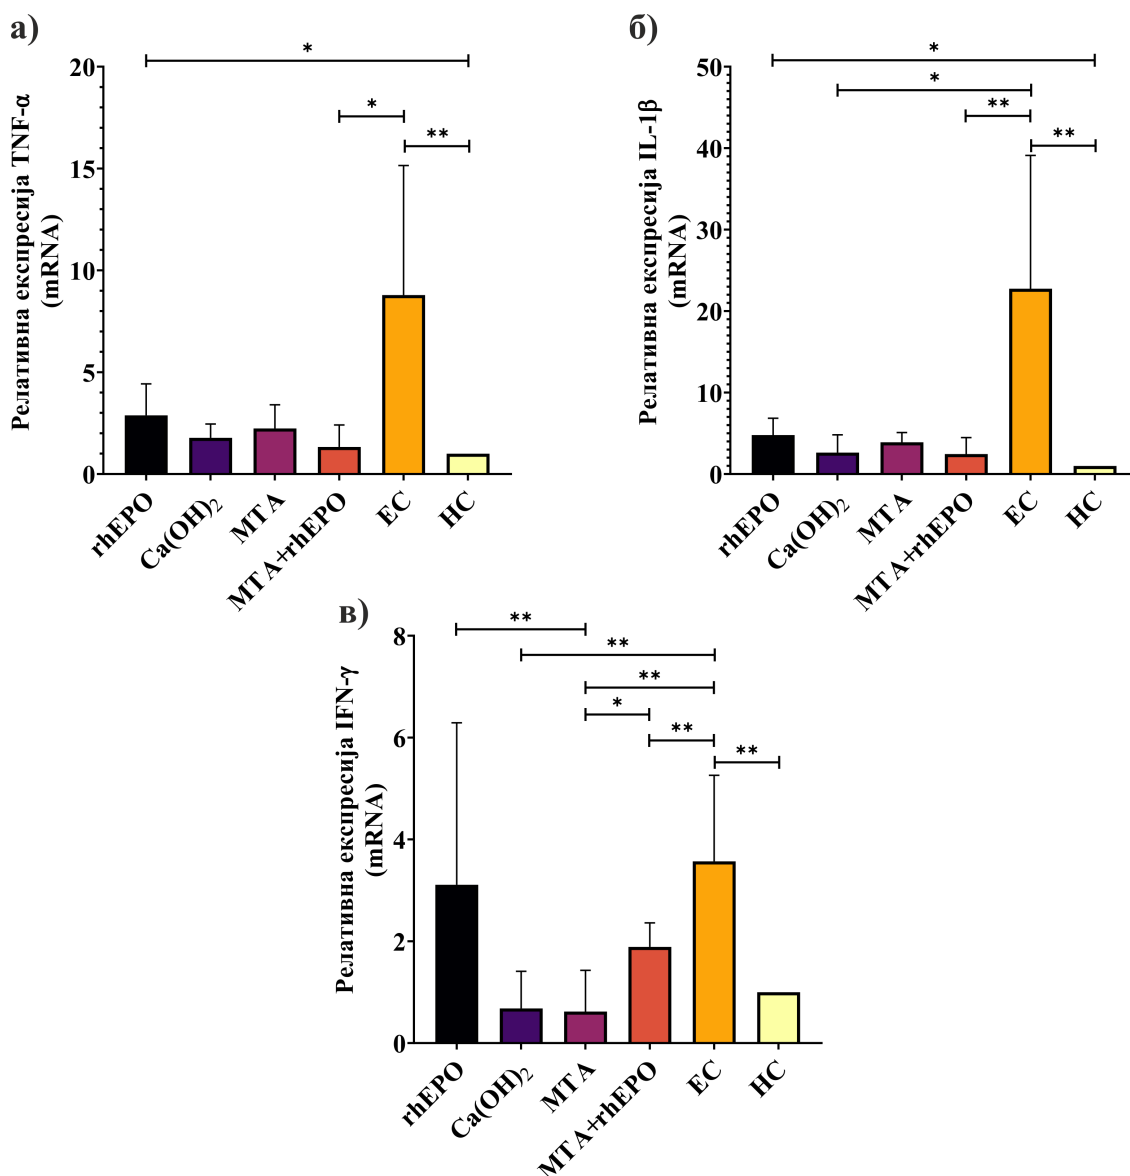 а)
*
*
**
Релативна експресија TNF-α
(mRNA)
20
15
10
5
0
rhEPO
Ca(OH)₂
MTA
MTA+rhEPO
EC
HC
б)
*
*
**
**
Релативна експресија IL-1β
(mRNA)
50
40
30
20
10
0
rhEPO
Ca(OH)₂
MTA
MTA+rhEPO
EC
HC
в)
**
**
**
*
**
**
Релативна експресија IFN-γ
(mRNA)
8
6
4
2
0
rhEPO
Ca(OH)₂
MTA
MTA+rhEPO
EC
HC